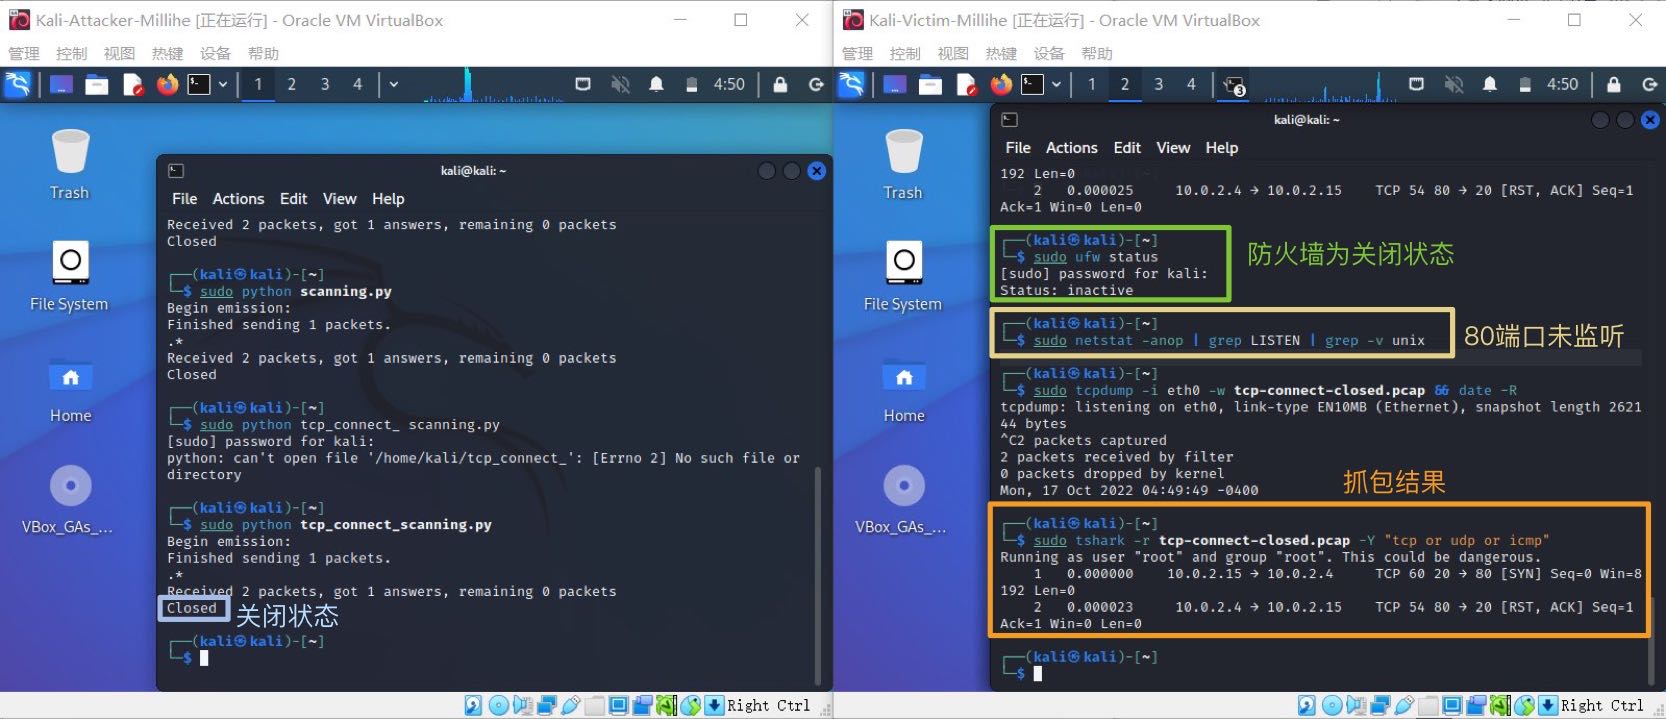 Kali-Attacker-Millihe [正在运行] - Oracle VM VirtualBox
管理 控制 视图 热键 设备 帮助
1 2 3 4 4:50
Trash
File System
Home
VBox_GAs_...
kali@kali: ~
File Actions Edit View Help
Received 2 packets, got 1 answers, remaining 0 packets
Closed
┌──(kali㉿kali)-[~]
└─$ sudo python scanning.py
Begin emission:
Finished sending 1 packets.
.*
Received 2 packets, got 1 answers, remaining 0 packets
Closed
┌──(kali㉿kali)-[~]
└─$ sudo python tcp_connect_ scanning.py
[sudo] password for kali:
python: can't open file '/home/kali/tcp_connect_': [Errno 2] No such file or
directory
┌──(kali㉿kali)-[~]
└─$ sudo python tcp_connect_scanning.py
Begin emission:
Finished sending 1 packets.
.*
Received 2 packets, got 1 answers, remaining 0 packets
Closed
关闭状态
┌──(kali㉿kali)-[~]
└─$
Right Ctrl
Kali-Victim-Millihe [正在运行] - Oracle VM VirtualBox
管理 控制 视图 热键 设备 帮助
1 2 3 4 3 4:50
Trash
File System
Home
VBox_GAs_...
kali@kali: ~
File Actions Edit View Help
192 Len=0
2 0.000025 10.0.2.4 → 10.0.2.15 TCP 54 80 → 20 [RST, ACK] Seq=1
Ack=1 Win=0 Len=0
┌──(kali㉿kali)-[~]
└─$ sudo ufw status
[sudo] password for kali:
Status: inactive
防火墙为关闭状态
┌──(kali㉿kali)-[~]
└─$ sudo netstat -anop | grep LISTEN | grep -v unix
80端口未监听
┌──(kali㉿kali)-[~]
└─$ sudo tcpdump -i eth0 -w tcp-connect-closed.pcap && date -R
tcpdump: listening on eth0, link-type EN10MB (Ethernet), snapshot length 2621
44 bytes
^C2 packets captured
2 packets received by filter
0 packets dropped by kernel
Mon, 17 Oct 2022 04:49:49 -0400
抓包结果
┌──(kali㉿kali)-[~]
└─$ sudo tshark -r tcp-connect-closed.pcap -Y "tcp or udp or icmp"
Running as user "root" and group "root". This could be dangerous.
1 0.000000 10.0.2.15 → 10.0.2.4 TCP 60 20 → 80 [SYN] Seq=0 Win=8
192 Len=0
2 0.000023 10.0.2.4 → 10.0.2.15 TCP 54 80 → 20 [RST, ACK] Seq=1
Ack=1 Win=0 Len=0
┌──(kali㉿kali)-[~]
└─$
Right Ctrl